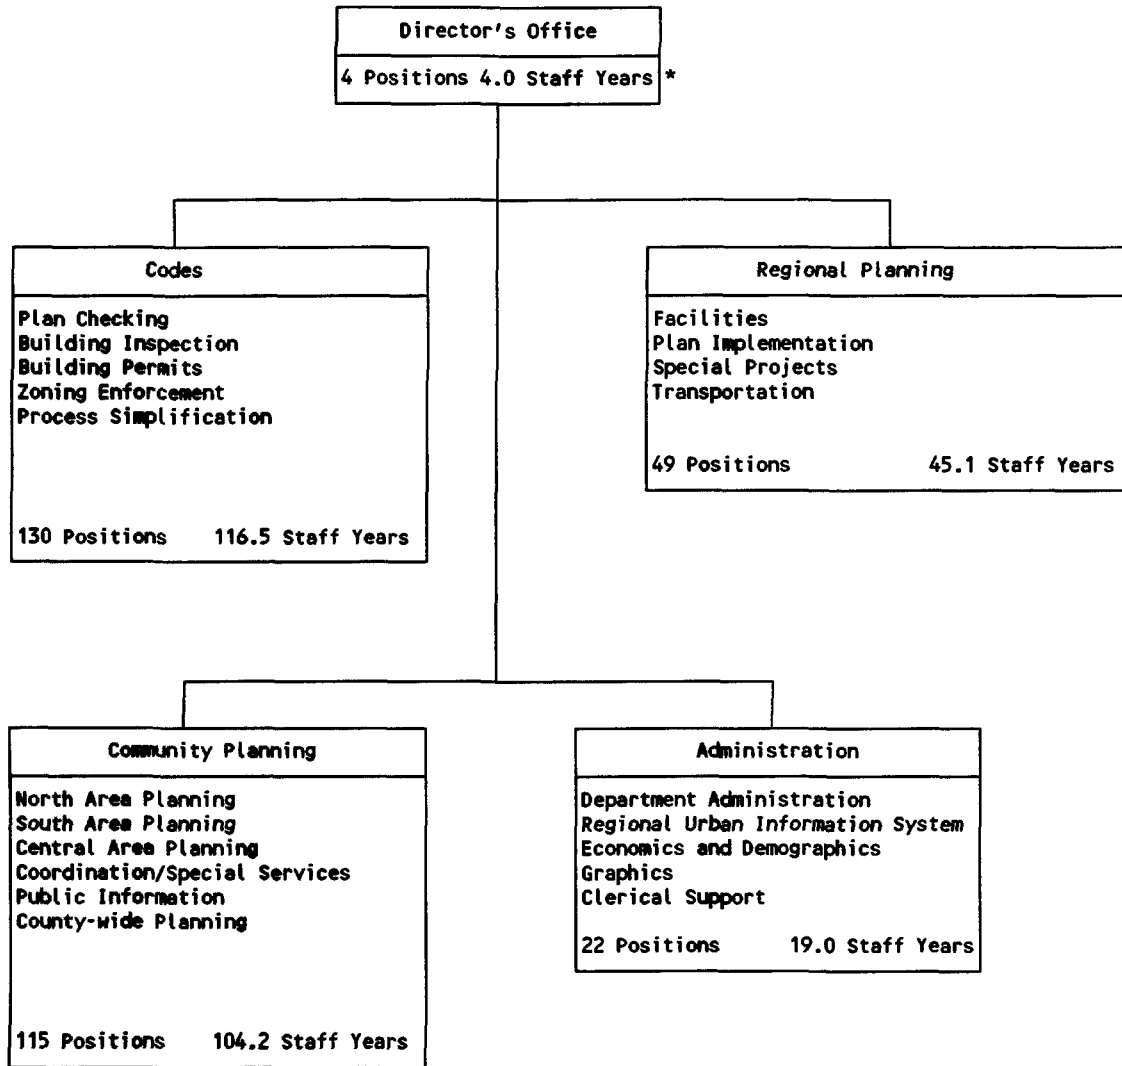 Director's Office
4 Positions 4.0 Staff Years *
Codes
Plan Checking
Building Inspection
Building Permits
Zoning Enforcement
Process Simplification
130 Positions 116.5 Staff Years
Regional Planning
Facilities
Plan Implementation
Special Projects
Transportation
49 Positions 45.1 Staff Years
Community Planning
North Area Planning
South Area Planning
Central Area Planning
Coordination/Special Services
Public Information
County-wide Planning
115 Positions 104.2 Staff Years
Administration
Department Administration
Regional Urban Information System
Economics and Demographics
Graphics
Clerical Support
22 Positions 19.0 Staff Years